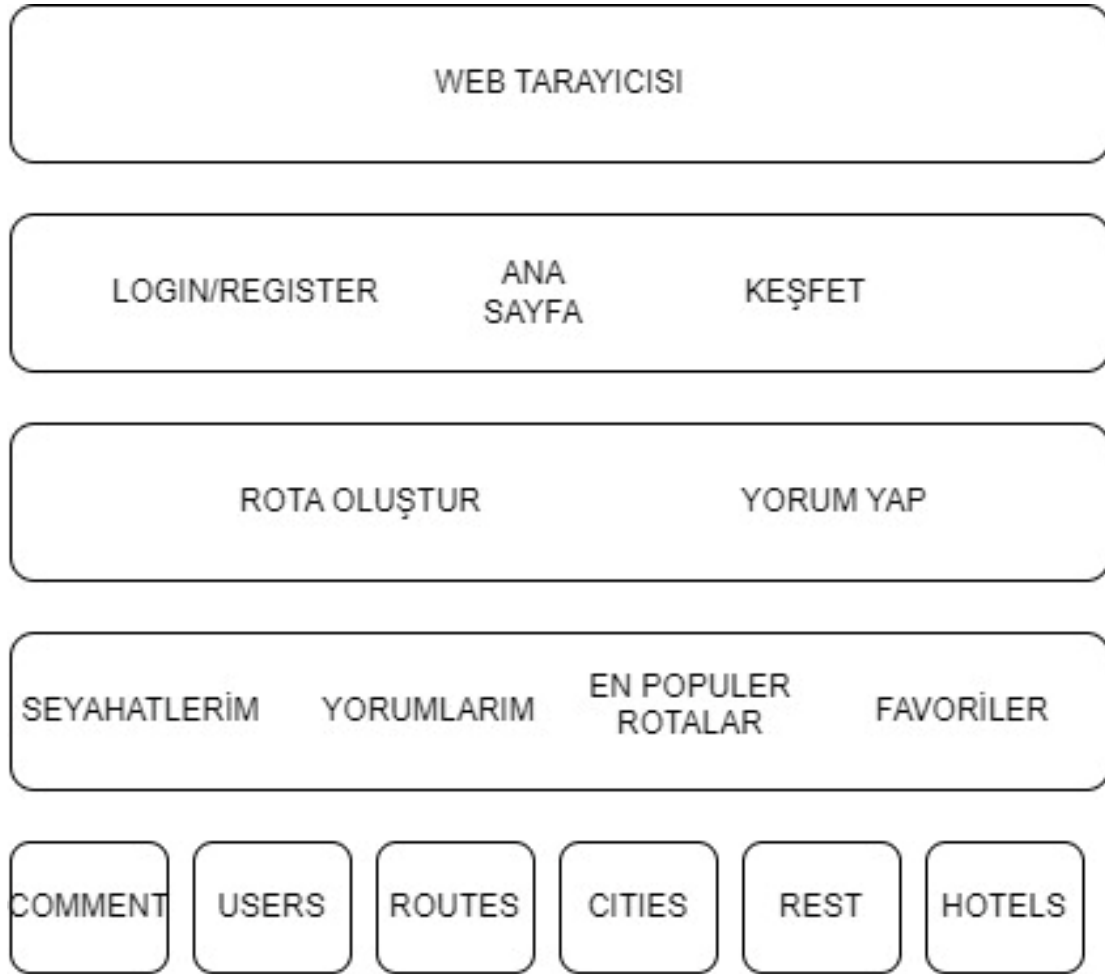 WEB TARAYICISI
LOGIN/REGISTER
ANA
SAYFA
KEŞFET
ROTA OLUŞTUR
YORUM YAP
SEYAHATLERİM
YORUMLARIM
EN POPULER
ROTALAR
FAVORİLER
COMMENT
USERS
ROUTES
CITIES
REST
HOTELS